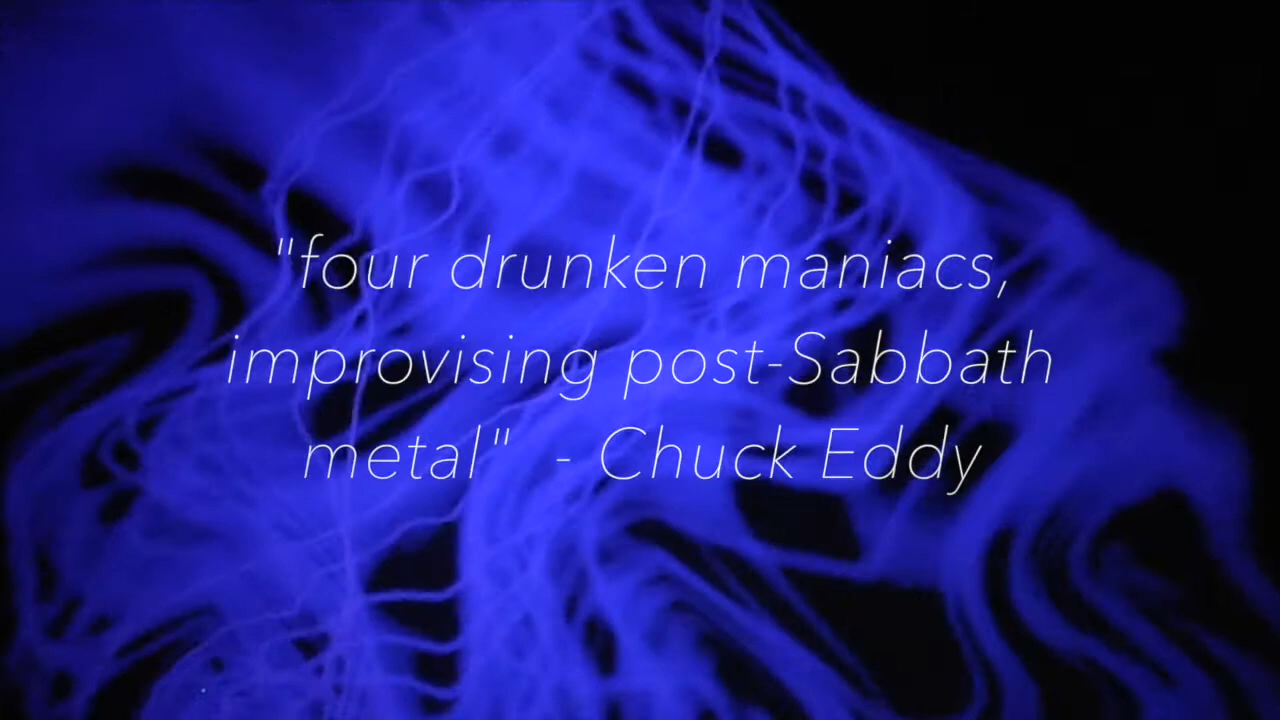 "four drunken maniacs,
improvising post-Sabbath
metal" - Chuck Eddy